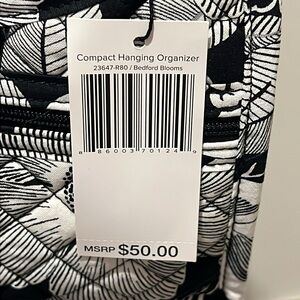 Compact Hanging Organizer
23647-R80 / Bedford Blooms
8 86003 70124 9
MSRP $50.00